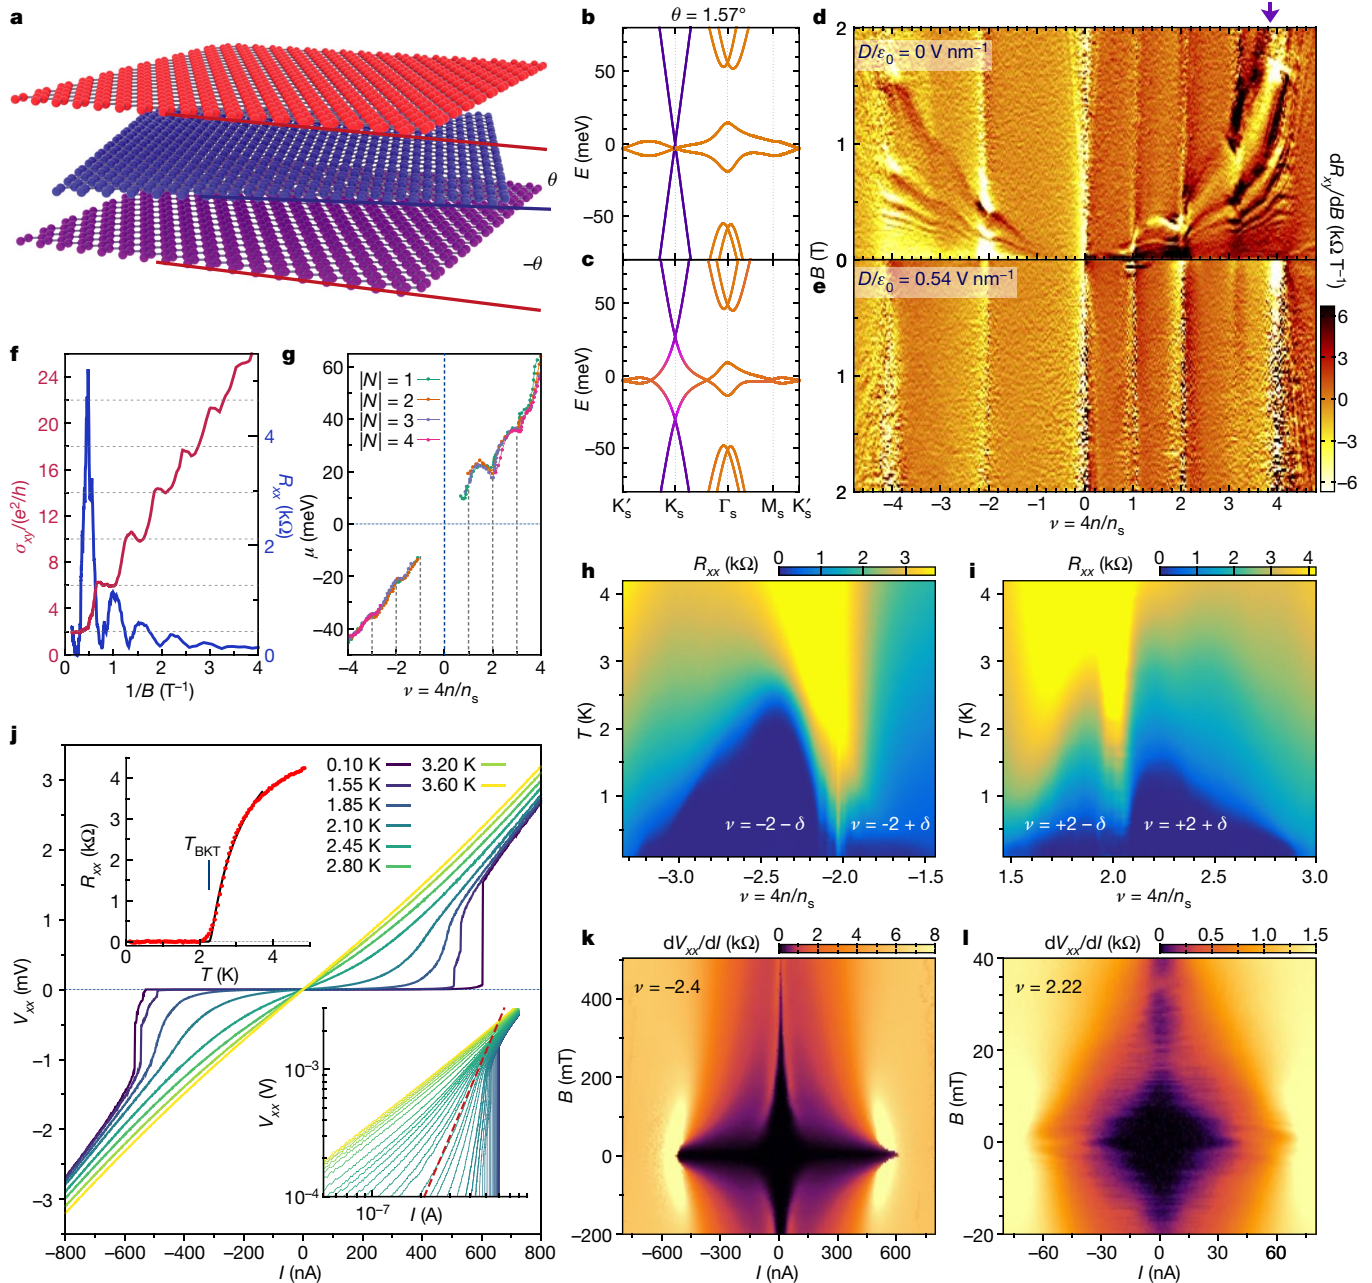 a
θ
–θ
b
θ = 1.57°
E (meV)
50
0
–50
c
E (meV)
50
0
–50
K′s Ks Γs Ms K′s
d
D/ε0 = 0 V nm–1
2
1
0
B (T)
e
D/ε0 = 0.54 V nm–1
1
2
–4 –3 –2 –1 0 1 2 3 4
ν = 4n/ns
dRxy/dB (kΩ T–1)
6
3
0
–3
–6
f
σxy/(e2/h)
24
20
16
12
8
4
0
Rxx (kΩ)
4
2
0
0 1 2 3 4
1/B (T–1)
g
|N| = 1
|N| = 2
|N| = 3
|N| = 4
μ (meV)
60
40
20
0
–20
–40
–4 –2 0 2 4
ν = 4n/ns
h
Rxx (kΩ)
0 1 2 3
T (K)
4
3
2
1
ν = –2 – δ
ν = -2 + δ
–3.0 –2.5 –2.0 –1.5
ν = 4n/ns
i
Rxx (kΩ)
0 1 2 3 4
T (K)
4
3
2
1
ν = +2 – δ
ν = +2 + δ
1.5 2.0 2.5 3.0
ν = 4n/ns
j
Vxx (mV)
3
2
1
0
–1
–2
–3
–800 –600 –400 –200 0 200 400 600 800
I (nA)
0.10 K
1.55 K
1.85 K
2.10 K
2.45 K
2.80 K
3.20 K
3.60 K
Rxx (kΩ)
4
3
2
1
0
TBKT
0 2 4
T (K)
Vxx (V)
10–3
10–4
10–7
I (A)
k
dVxx/dI (kΩ)
0 2 4 6 8
ν = –2.4
B (mT)
400
200
0
–200
–600 –300 0 300 600
I (nA)
l
dVxx/dI (kΩ)
0 0.5 1.0 1.5
ν = 2.22
B (mT)
40
20
0
–20
–60 –30 0 30 60
I (nA)